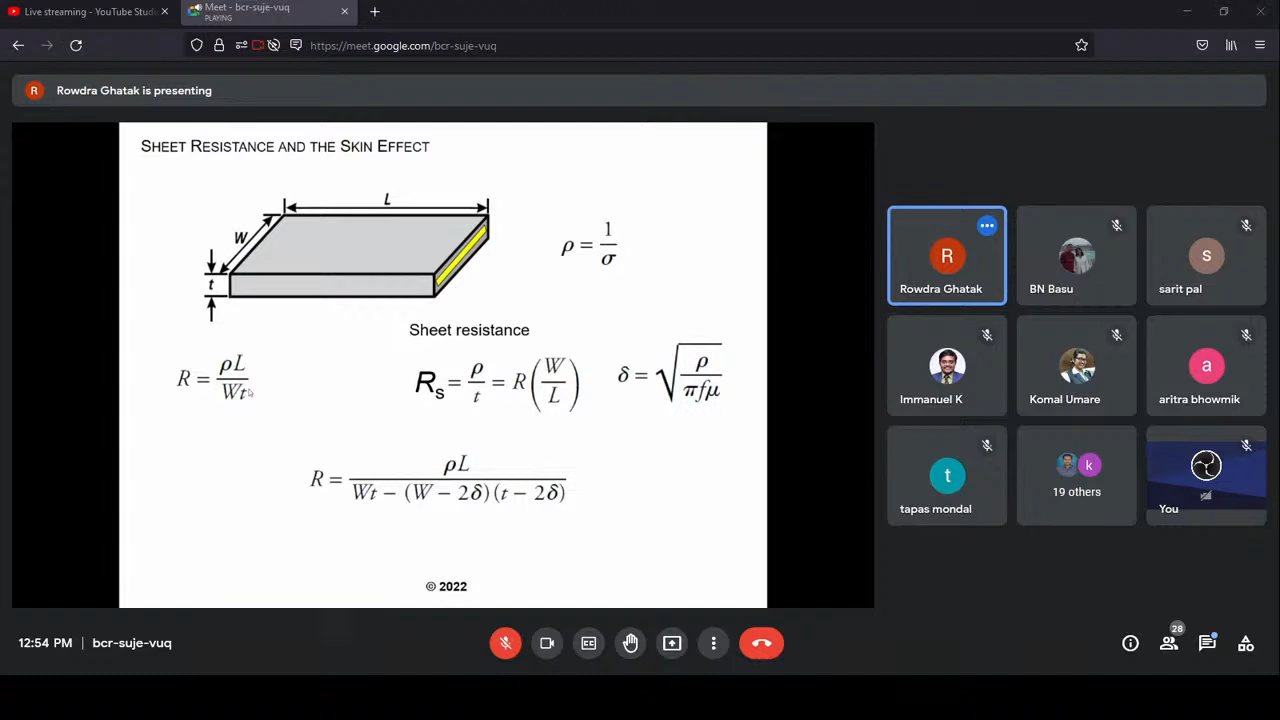 Live streaming - YouTube Studi
Meet - bcr-suje-vuq
PLAYING
https://meet.google.com/bcr-suje-vuq
R
Rowdra Ghatak is presenting
SHEET RESISTANCE AND THE SKIN EFFECT
L
W
t
ρ = 1/σ
Sheet resistance
R = ρL/Wt
Rs = ρ/t = R(W/L)
δ = √(ρ/πfμ)
R = ρL/(Wt − (W − 2δ)(t − 2δ))
© 2022
R
Rowdra Ghatak
BN Basu
s
sarit pal
Immanuel K
Komal Umare
a
aritra bhowmik
t
tapas mondal
k
19 others
You
12:54 PM
bcr-suje-vuq
28